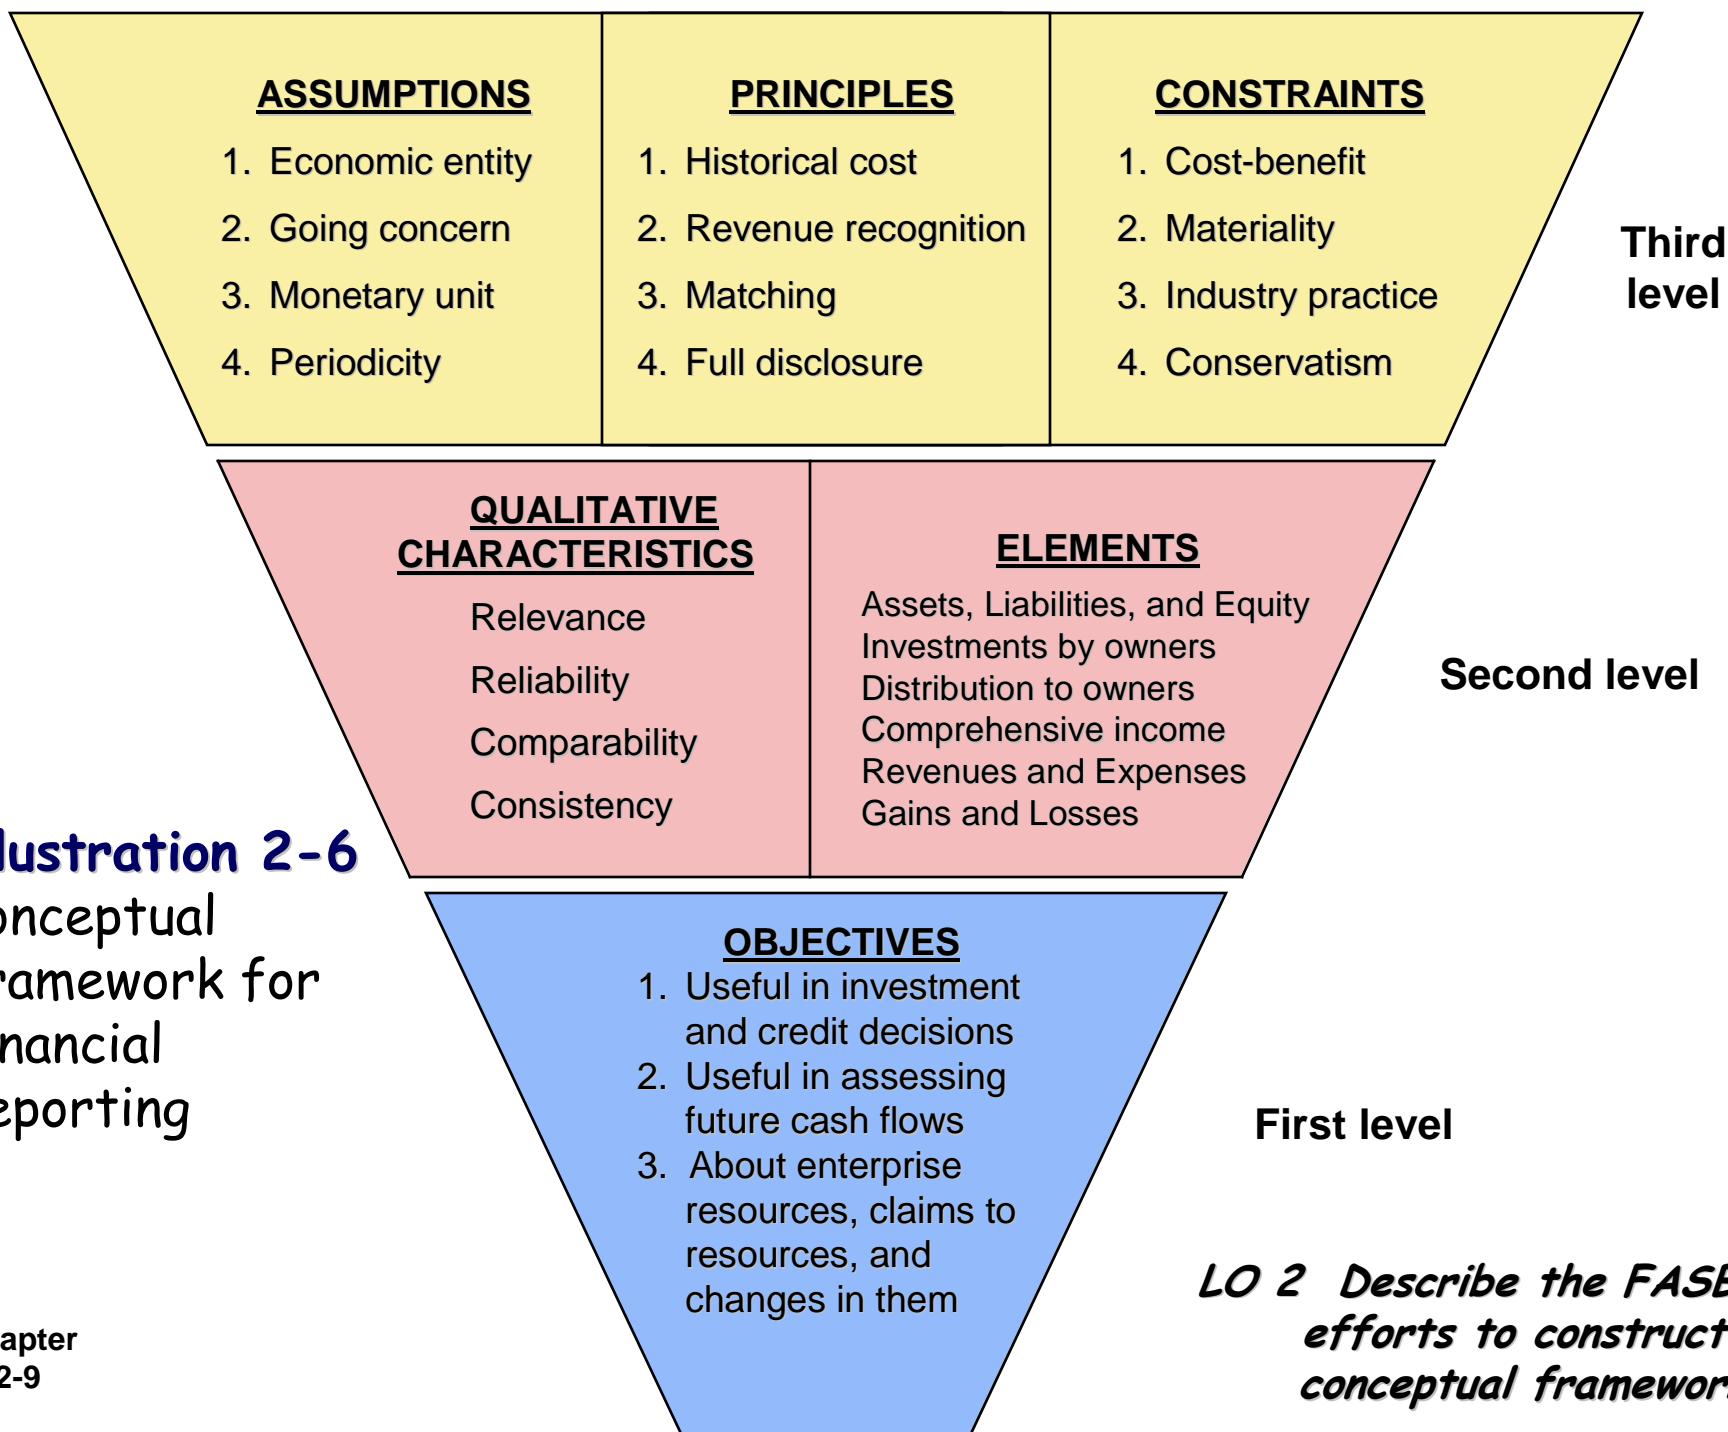 ASSUMPTIONS
1. Economic entity
2. Going concern
3. Monetary unit
4. Periodicity
PRINCIPLES
1. Historical cost
2. Revenue recognition
3. Matching
4. Full disclosure
CONSTRAINTS
1. Cost-benefit
2. Materiality
3. Industry practice
4. Conservatism
Third
level
QUALITATIVE
CHARACTERISTICS
Relevance
Reliability
Comparability
Consistency
ELEMENTS
Assets, Liabilities, and Equity
Investments by owners
Distribution to owners
Comprehensive income
Revenues and Expenses
Gains and Losses
Second level
llustration 2-6
onceptual
ramework for
inancial
eporting
OBJECTIVES
1. Useful in investment
and credit decisions
2. Useful in assessing
future cash flows
3. About enterprise
resources, claims to
resources, and
changes in them
First level
LO 2 Describe the FASB
efforts to construct
conceptual framewor
apter
2-9